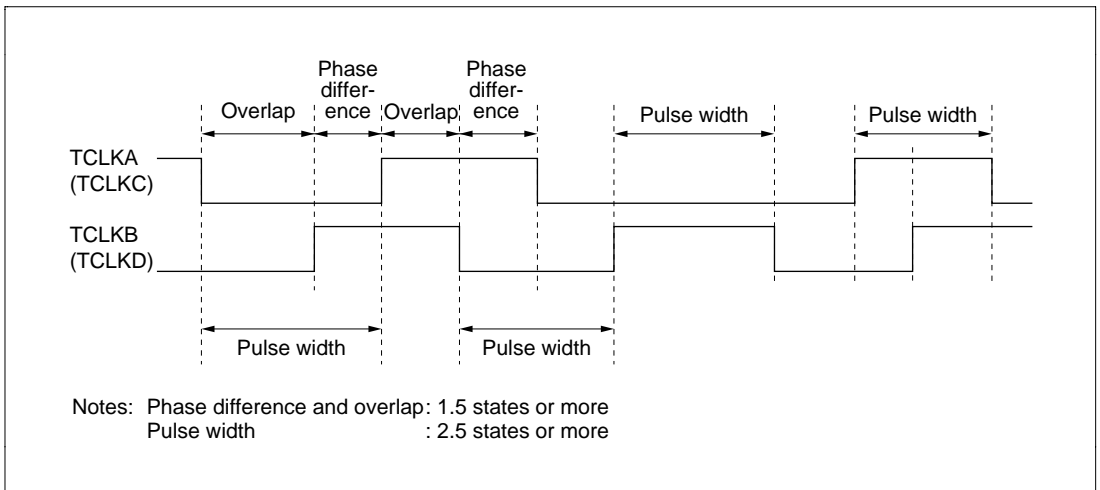 Phase
differ-
ence
Phase
differ-
ence
Overlap
Overlap
Pulse width
Pulse width
TCLKA
(TCLKC)
TCLKB
(TCLKD)
Pulse width
Pulse width
Notes: Phase difference and overlap : 1.5 states or more
Pulse width : 2.5 states or more